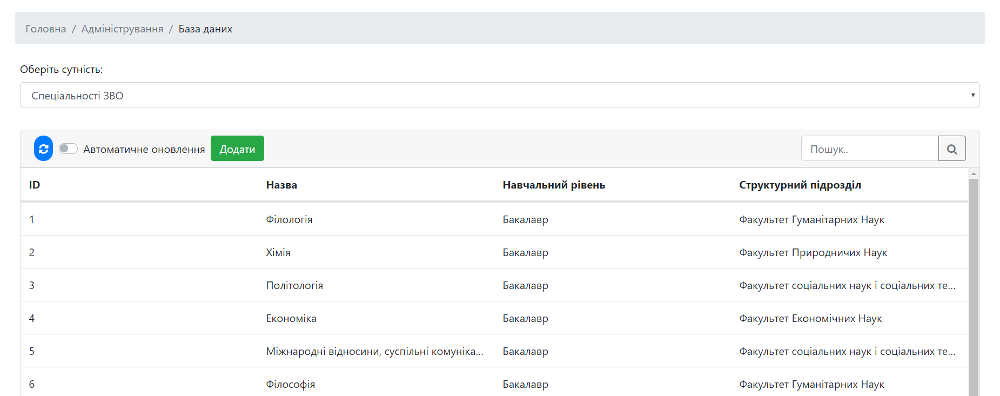 Головна / Адміністрування / База даних
Оберіть сутність:
Спеціальності ЗВО
Автоматичне оновлення Додати Пошук..
ID Назва Навчальний рівень Структурний підрозділ
1 Філологія Бакалавр Факультет Гуманітарних Наук
2 Хімія Бакалавр Факультет Природничих Наук
3 Політологія Бакалавр Факультет соціальних наук і соціальних те...
4 Економіка Бакалавр Факультет Економічних Наук
5 Міжнародні відносини, суспільні комуніка... Бакалавр Факультет соціальних наук і соціальних те...
6 Філософія Бакалавр Факультет Гуманітарних Наук